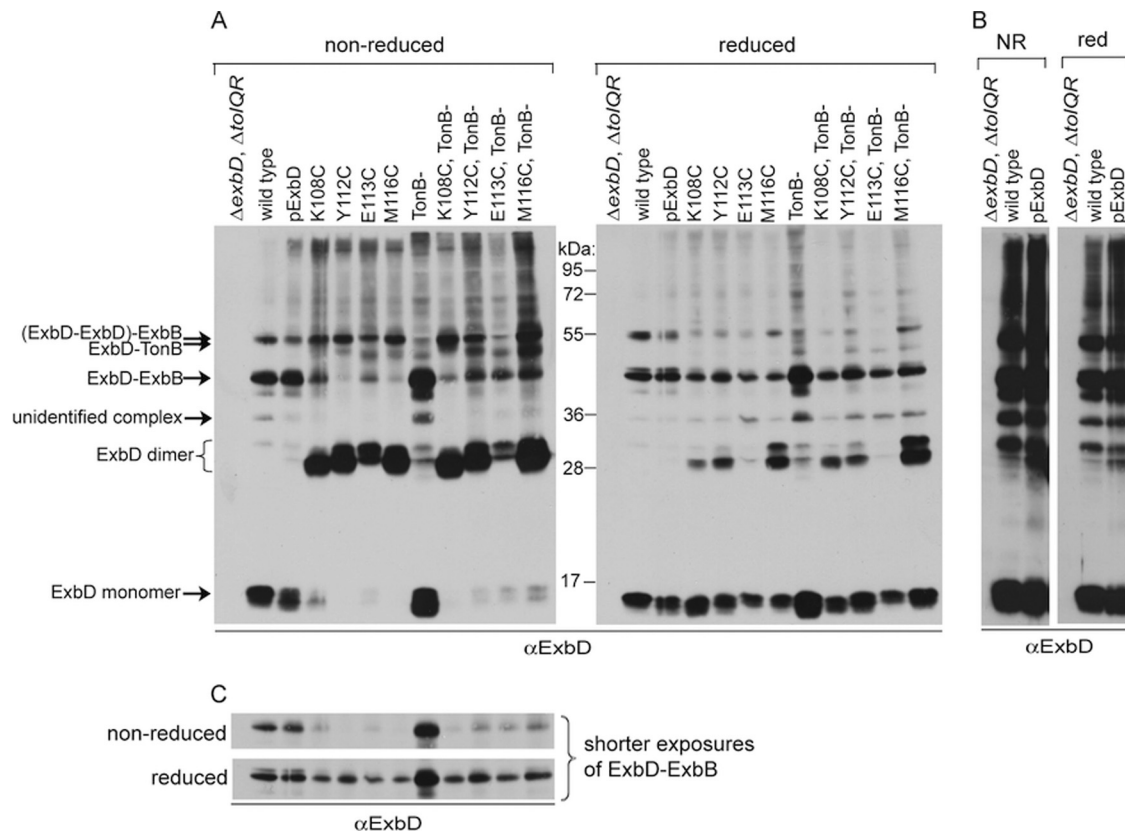 A
non-reduced
reduced
B
NR
red
ΔexbD, ΔtolQR
wild type
pExbD
K108C
Y112C
E113C
M116C
TonB-
K108C, TonB-
Y112C, TonB-
E113C, TonB-
M116C, TonB-
ΔexbD, ΔtolQR
wild type
pExbD
K108C
Y112C
E113C
M116C
TonB-
K108C, TonB-
Y112C, TonB-
E113C, TonB-
M116C, TonB-
ΔexbD, ΔtolQR
wild type
pExbD
ΔexbD, ΔtolQR
wild type
pExbD
kDa:
95
72
55
36
28
17
(ExbD-ExbD)-ExbB
ExbD-TonB
ExbD-ExbB
unidentified complex
ExbD dimer
ExbD monomer
αExbD
αExbD
C
non-reduced
reduced
shorter exposures
of ExbD-ExbB
αExbD